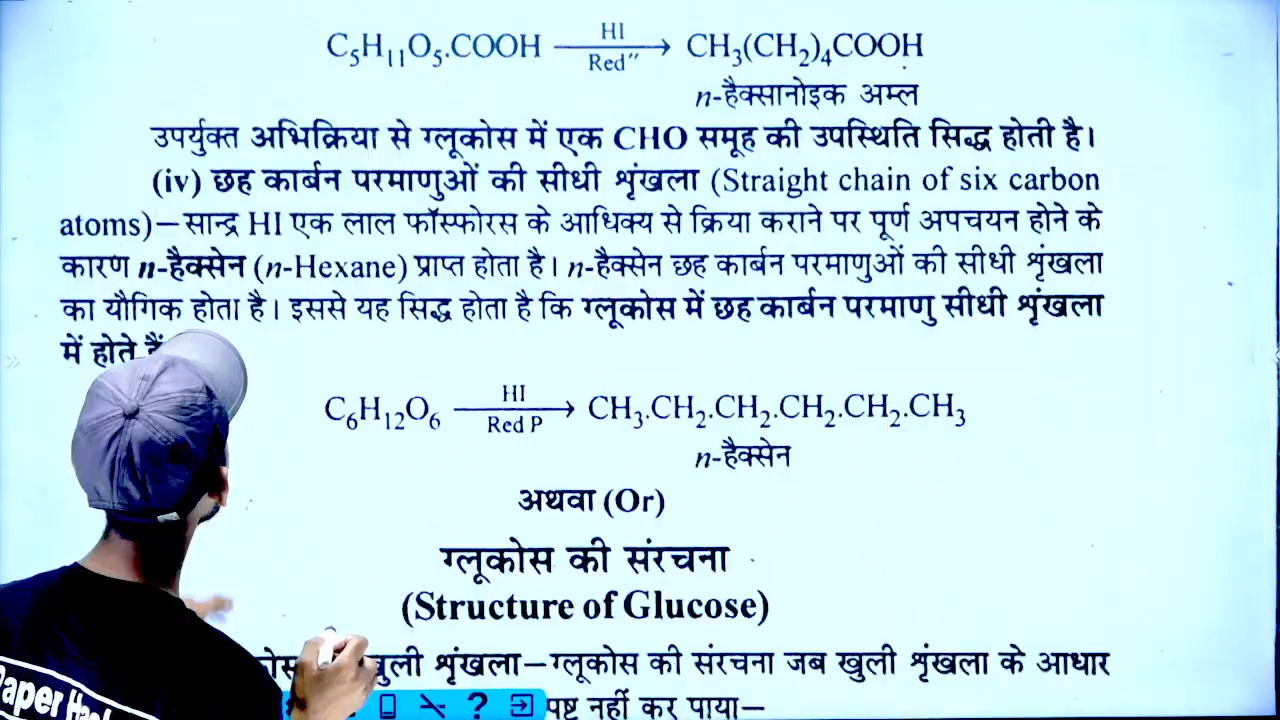 C₅H₁₁O₅.COOH HI Red″ → CH₃(CH₂)₄COOH
n-हैक्सानोइक अम्ल
उपर्युक्त अभिक्रिया से ग्लूकोस में एक CHO समूह की उपस्थिति सिद्ध होती है।
(iv) छह कार्बन परमाणुओं की सीधी शृंखला (Straight chain of six carbon
atoms)—सान्द्र HI एक लाल फॉस्फोरस के आधिक्य से क्रिया कराने पर पूर्ण अपचयन होने के
कारण n-हैक्सेन (n-Hexane) प्राप्त होता है। n-हैक्सेन छह कार्बन परमाणुओं की सीधी शृंखला
का यौगिक होता है। इससे यह सिद्ध होता है कि ग्लूकोस में छह कार्बन परमाणु सीधी शृंखला
में होते हैं
C₆H₁₂O₆ HI Red P → CH₃.CH₂.CH₂.CH₂.CH₂.CH₃
n-हैक्सेन
अथवा (Or)
ग्लूकोस की संरचना
(Structure of Glucose)
खुली शृंखला—ग्लूकोस की संरचना जब खुली शृंखला के आधार
नहीं कर पाया—
Paper